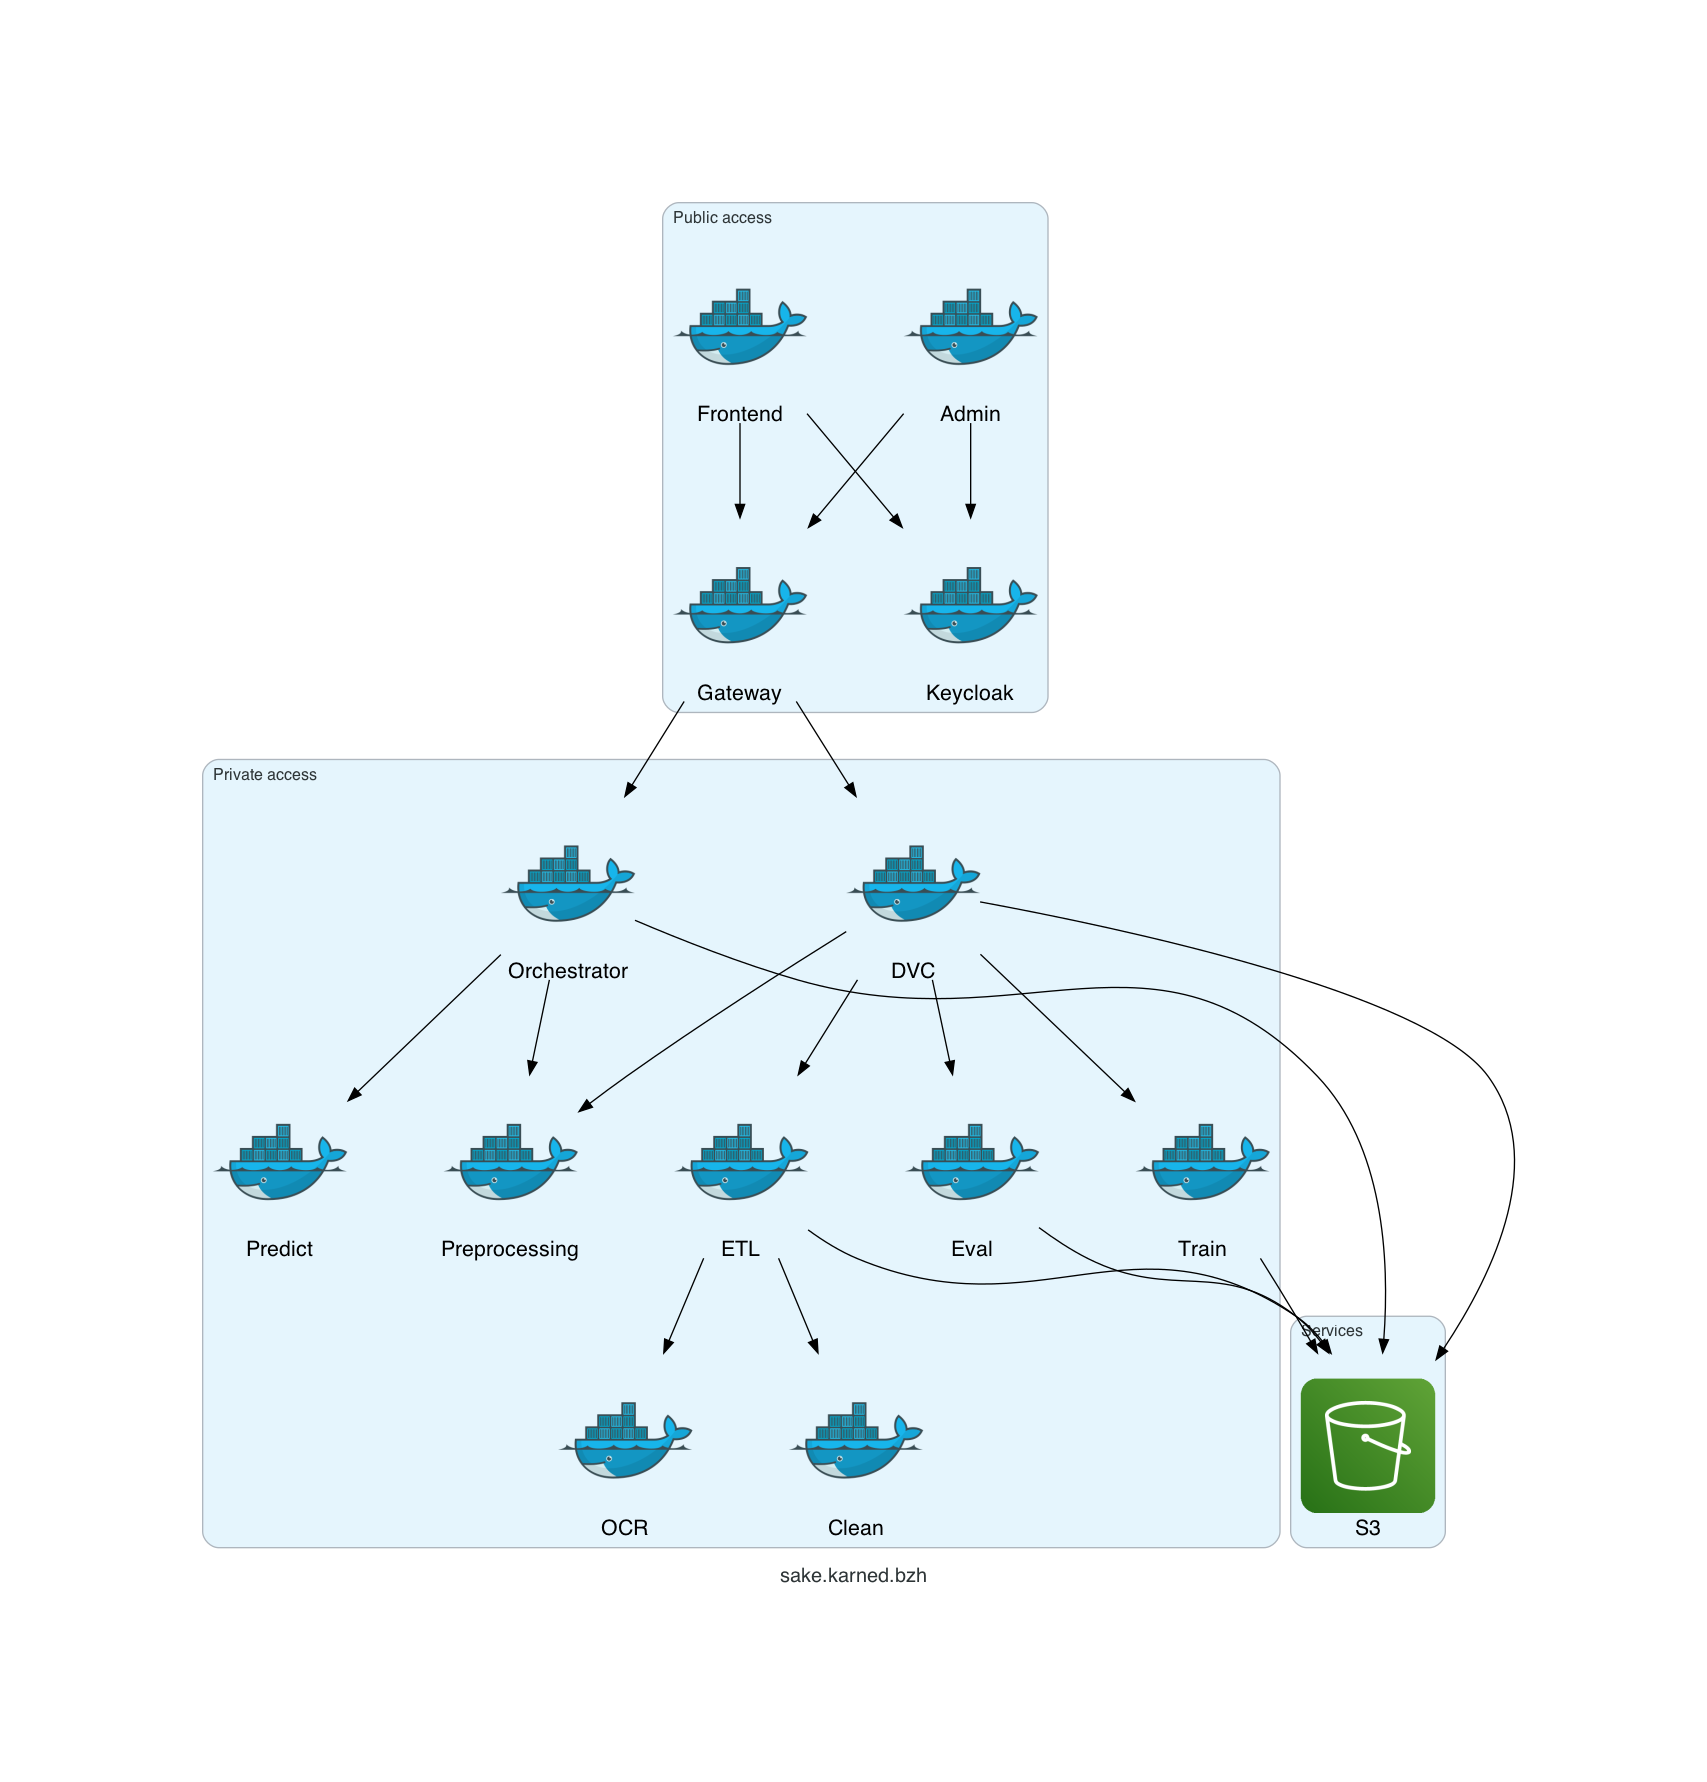 Public access
Frontend
Admin
Gateway
Keycloak
Private access
Orchestrator
DVC
Predict
Preprocessing
ETL
Eval
Train
Services
OCR
Clean
S3
sake.karned.bzh